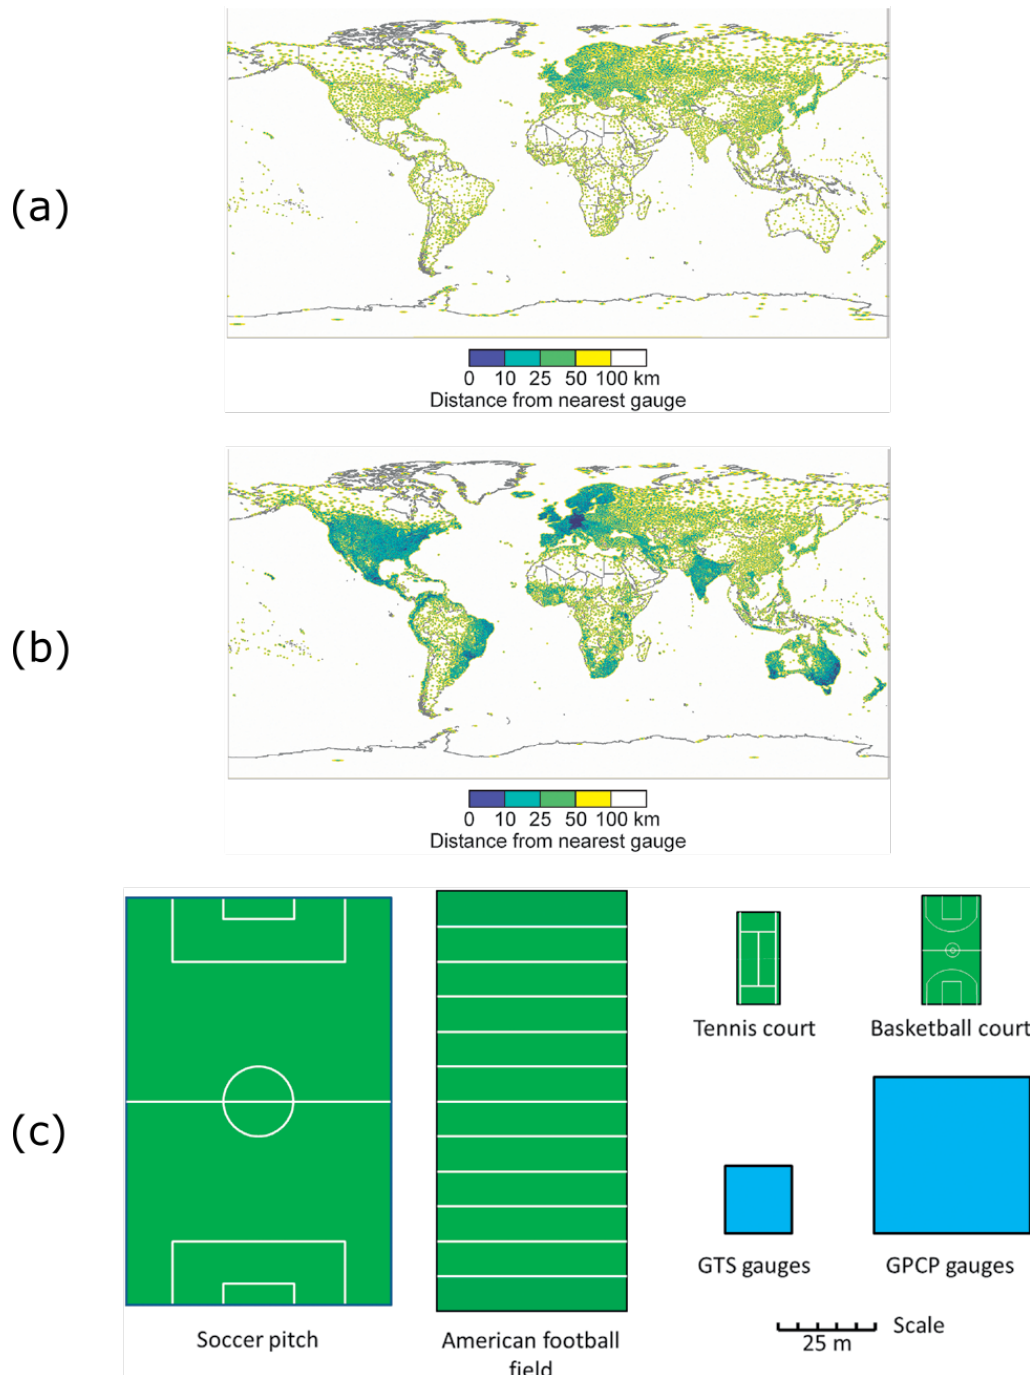 (a)
0 10 25 50 100 km
Distance from nearest gauge
(b)
0 10 25 50 100 km
Distance from nearest gauge
(c)
Tennis court
Basketball court
GTS gauges
GPCP gauges
Soccer pitch
American football
field
Scale
25 m